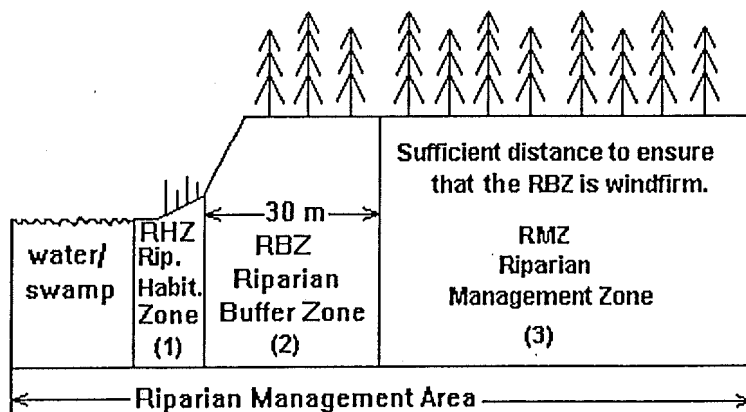 water/
swamp
RHZ
Rip.
Habit.
Zone
(1)
30 m
RBZ
Riparian
Buffer Zone
(2)
Sufficient distance to ensure
that the RBZ is windfirm.
RMZ
Riparian
Management Zone
(3)
Riparian Management Area